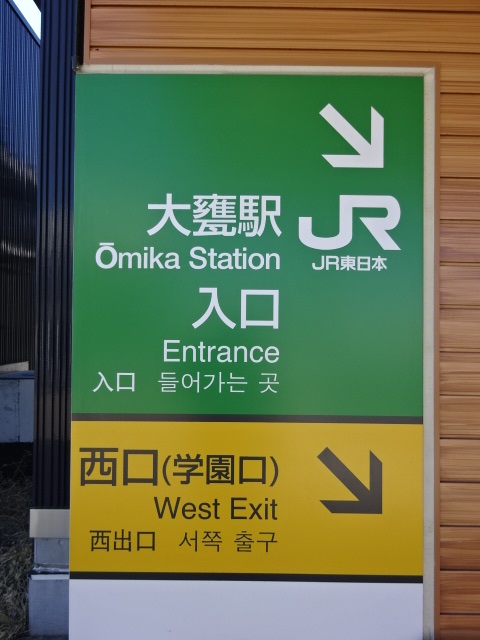 大甕駅
Ōmika Station
JR
JR東日本
入口
Entrance
入口 들어가는 곳
西口(学園口)
West Exit
西出口 서쪽 출구